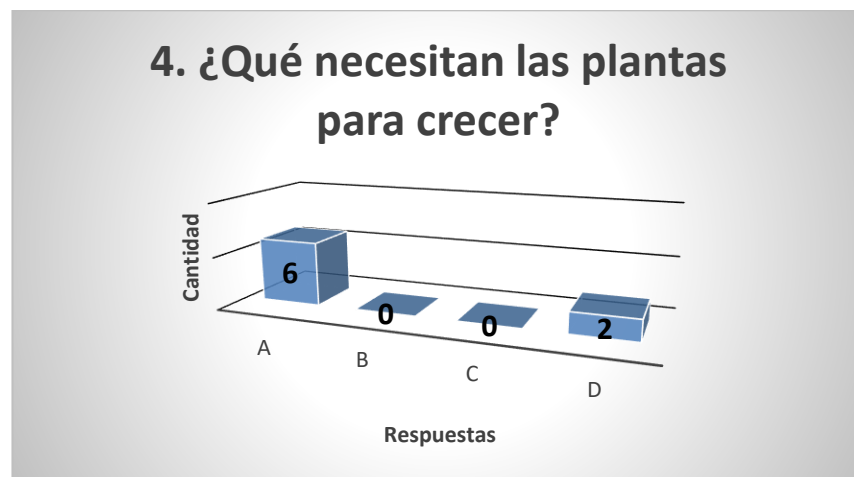 4. ¿Qué necesitan las plantas
para crecer?
Cantidad
6
0
0
2
A
B
C
D
Respuestas